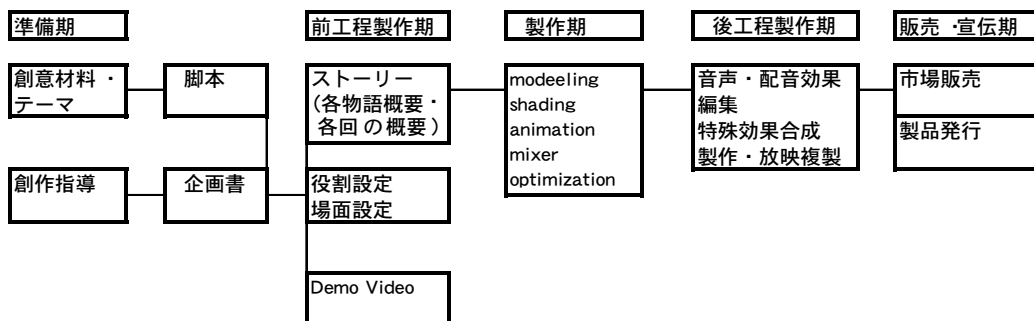 準備期
前工程製作期
製作期
後工程製作期
販売・宣伝期
創意材料・
テーマ
脚本
ストーリー
(各物語概要・
各回の概要)
modeeling
shading
animation
mixer
optimization
音声・配音効果
編集
特殊効果合成
製作・放映複製
市場販売
製品発行
創作指導
企画書
役割設定
場面設定
Demo Video